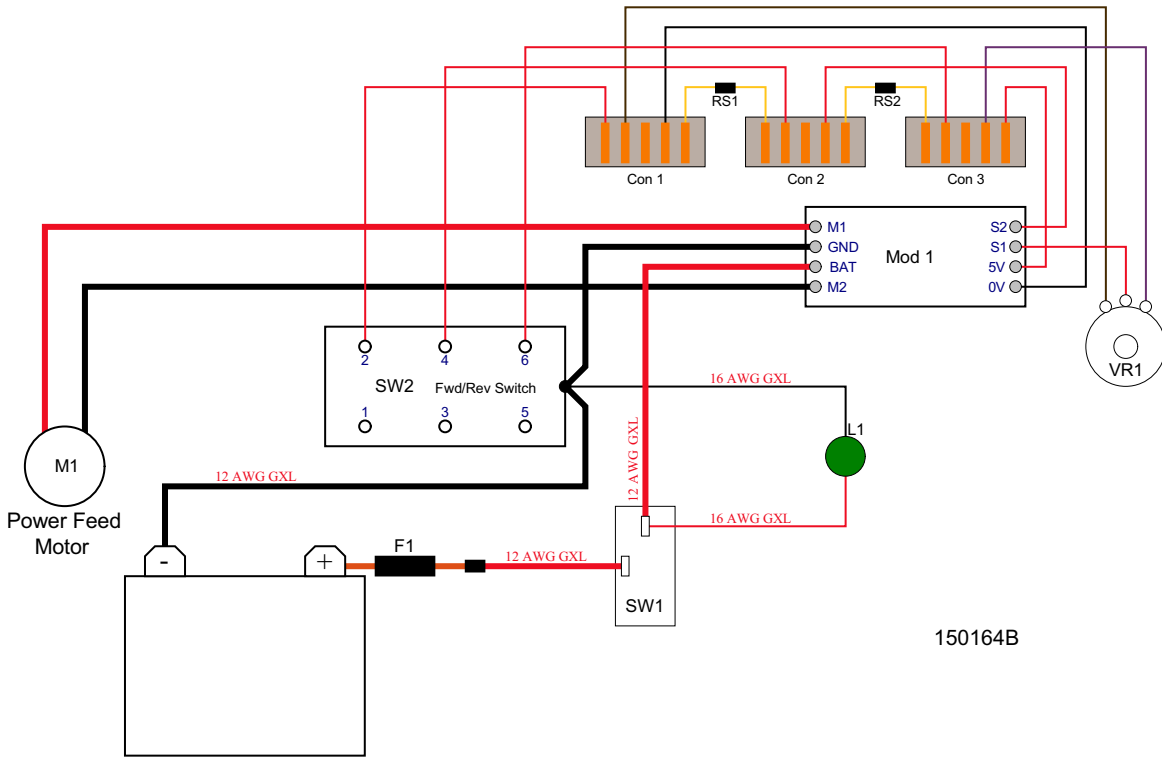 RS1
RS2
Con 1
Con 2
Con 3
M1
GND
BAT
M2
Mod 1
S2
S1
5V
0V
VR1
2
4
6
SW2
Fwd/Rev Switch
1
3
5
16 AWG GXL
L1
12 AWG GXL
M1
Power Feed
Motor
12 AWG GXL
16 AWG GXL
-
+
F1
12 AWG GXL
SW1
150164B